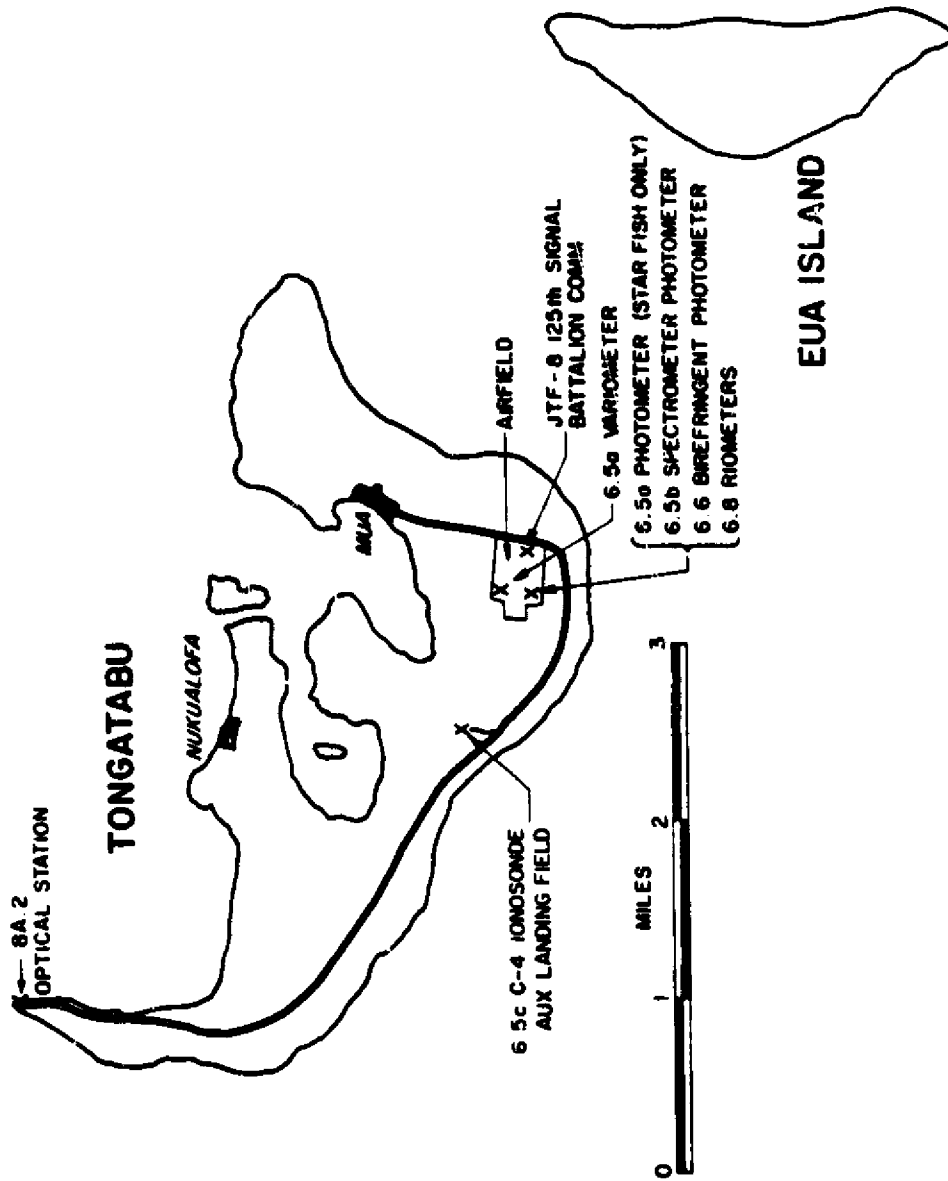 8A.2
OPTICAL STATION
TONGATABU
NUKUALOFA
MUA
AIRFIELD
JTF-8 125th SIGNAL
BATTALION COMM
6.5a VARIOMETER
6.5a PHOTOMETER (STAR FISH ONLY)
6.5b SPECTROMETER PHOTOMETER
6.6 BIREFRINGENT PHOTOMETER
6.8 RIOMETERS
6 5c C-4 IONOSONDE
AUX LANDING FIELD
EUA ISLAND
MILES
0 1 2 3